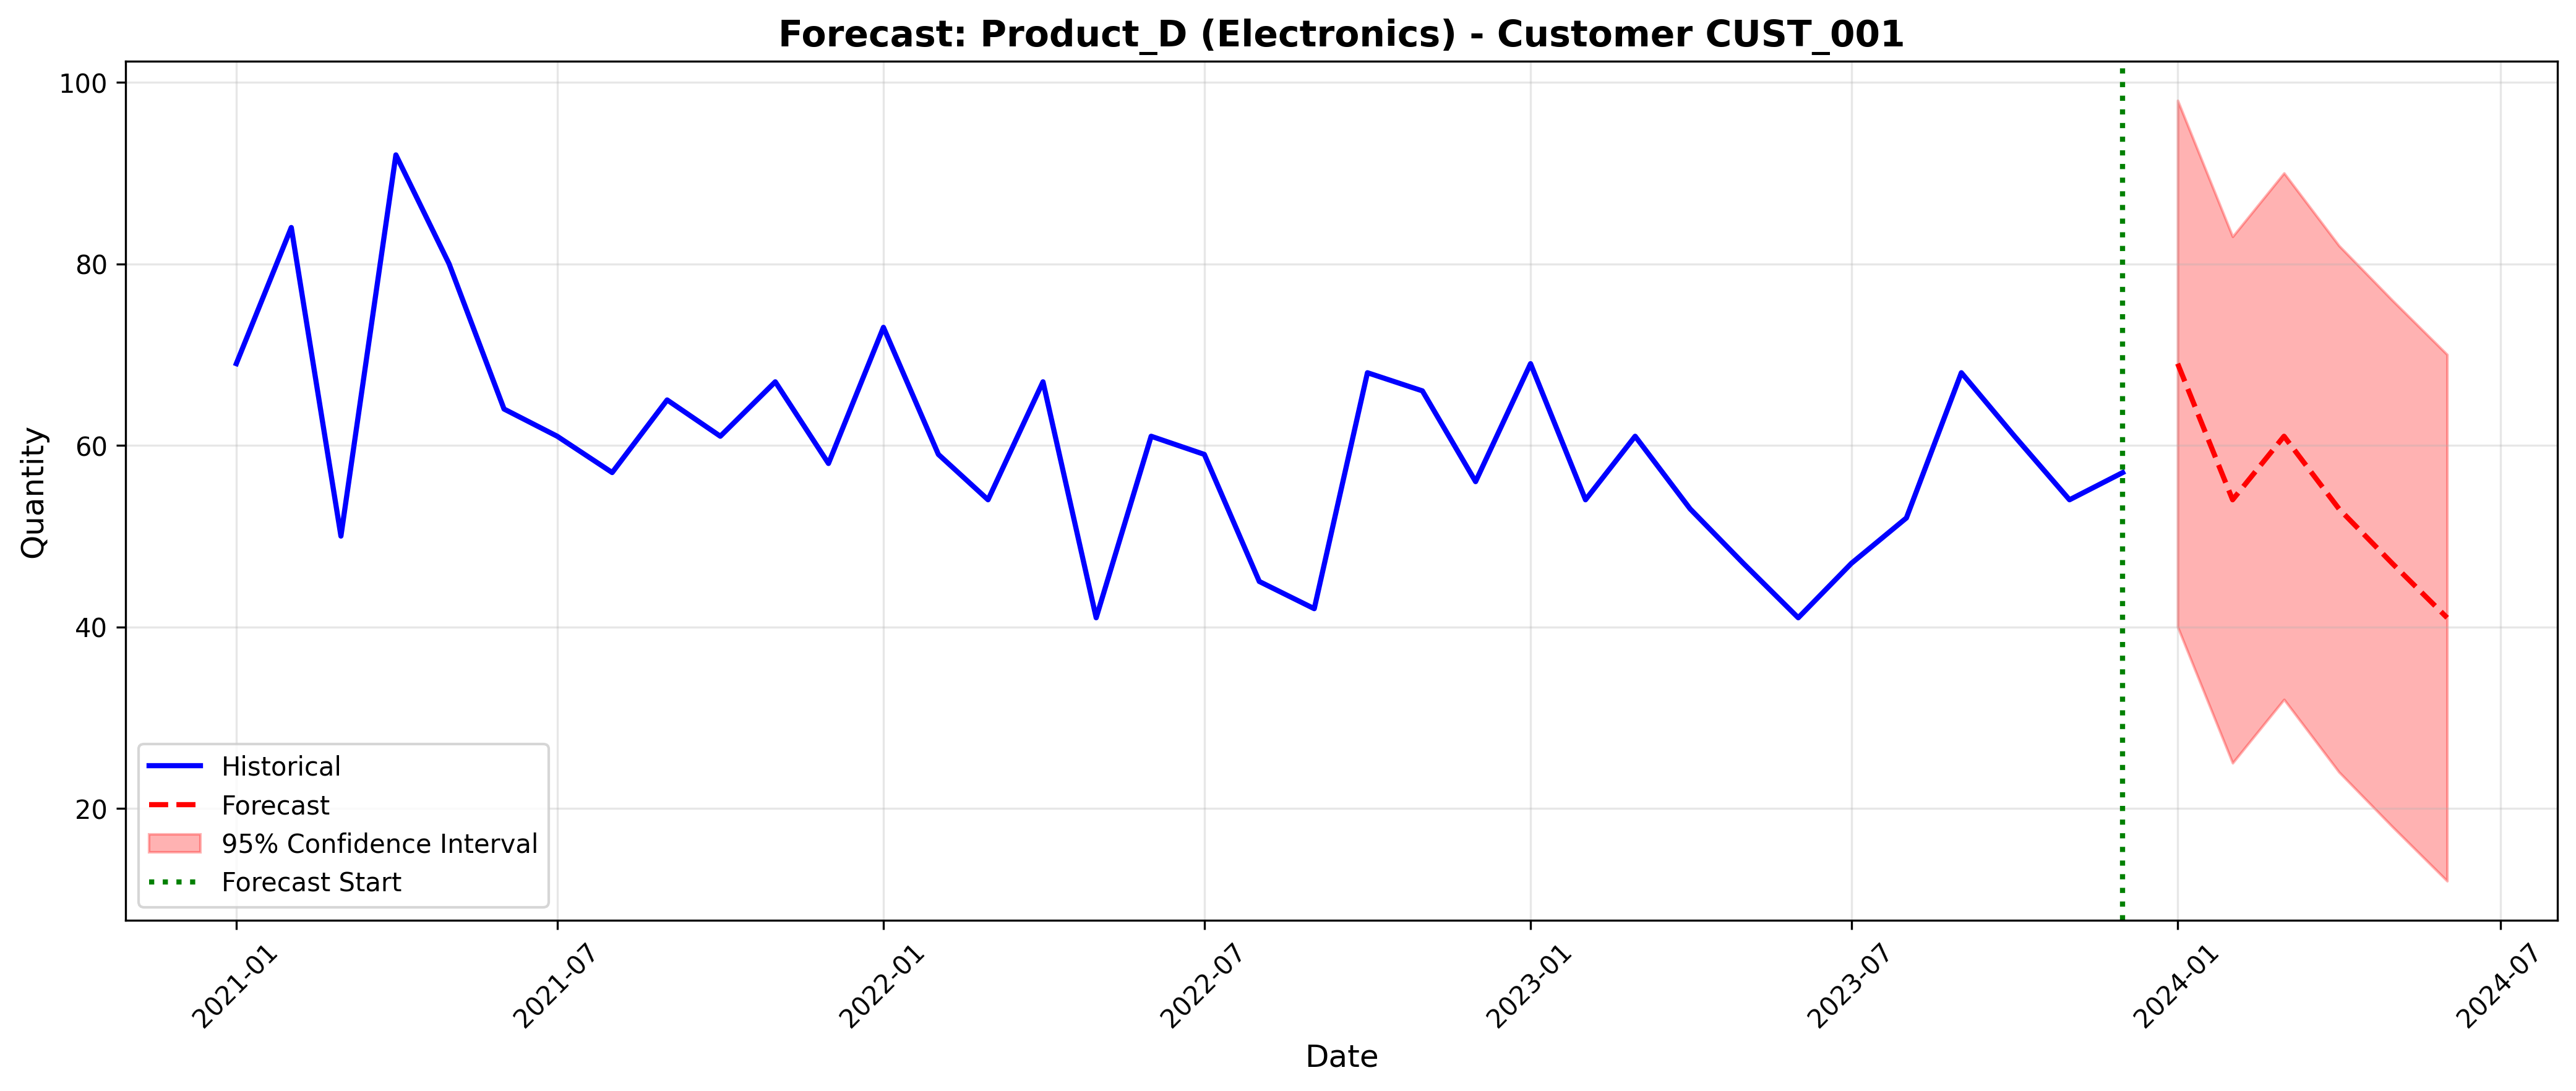 Forecast: Product_D (Electronics) - Customer CUST_001
Quantity
100
80
60
40
20
Historical
Forecast
95% Confidence Interval
Forecast Start
2021-01
2021-07
2022-01
2022-07
2023-01
2023-07
2024-01
2024-07
Date